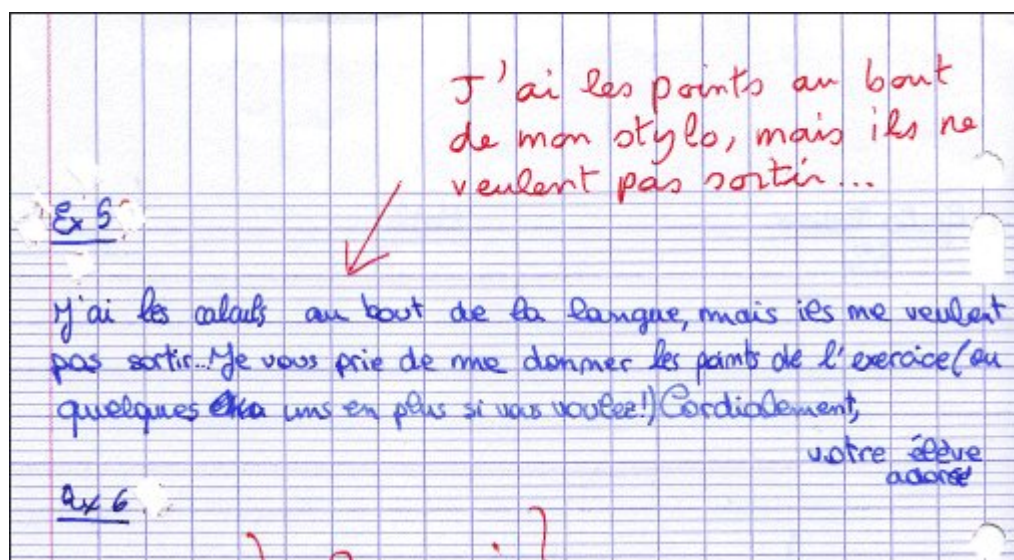 J'ai les points au bout
de mon stylo, mais ils ne
veulent pas sortir...
Ex 5
J'ai les calculs au bout de la langue, mais ils ne veulent
pas sortir... Je vous prie de me donner les points de l'exercice (ou
quelques uns en plus si vous voulez!) Cordialement,
votre élève
adorée
Ex 6